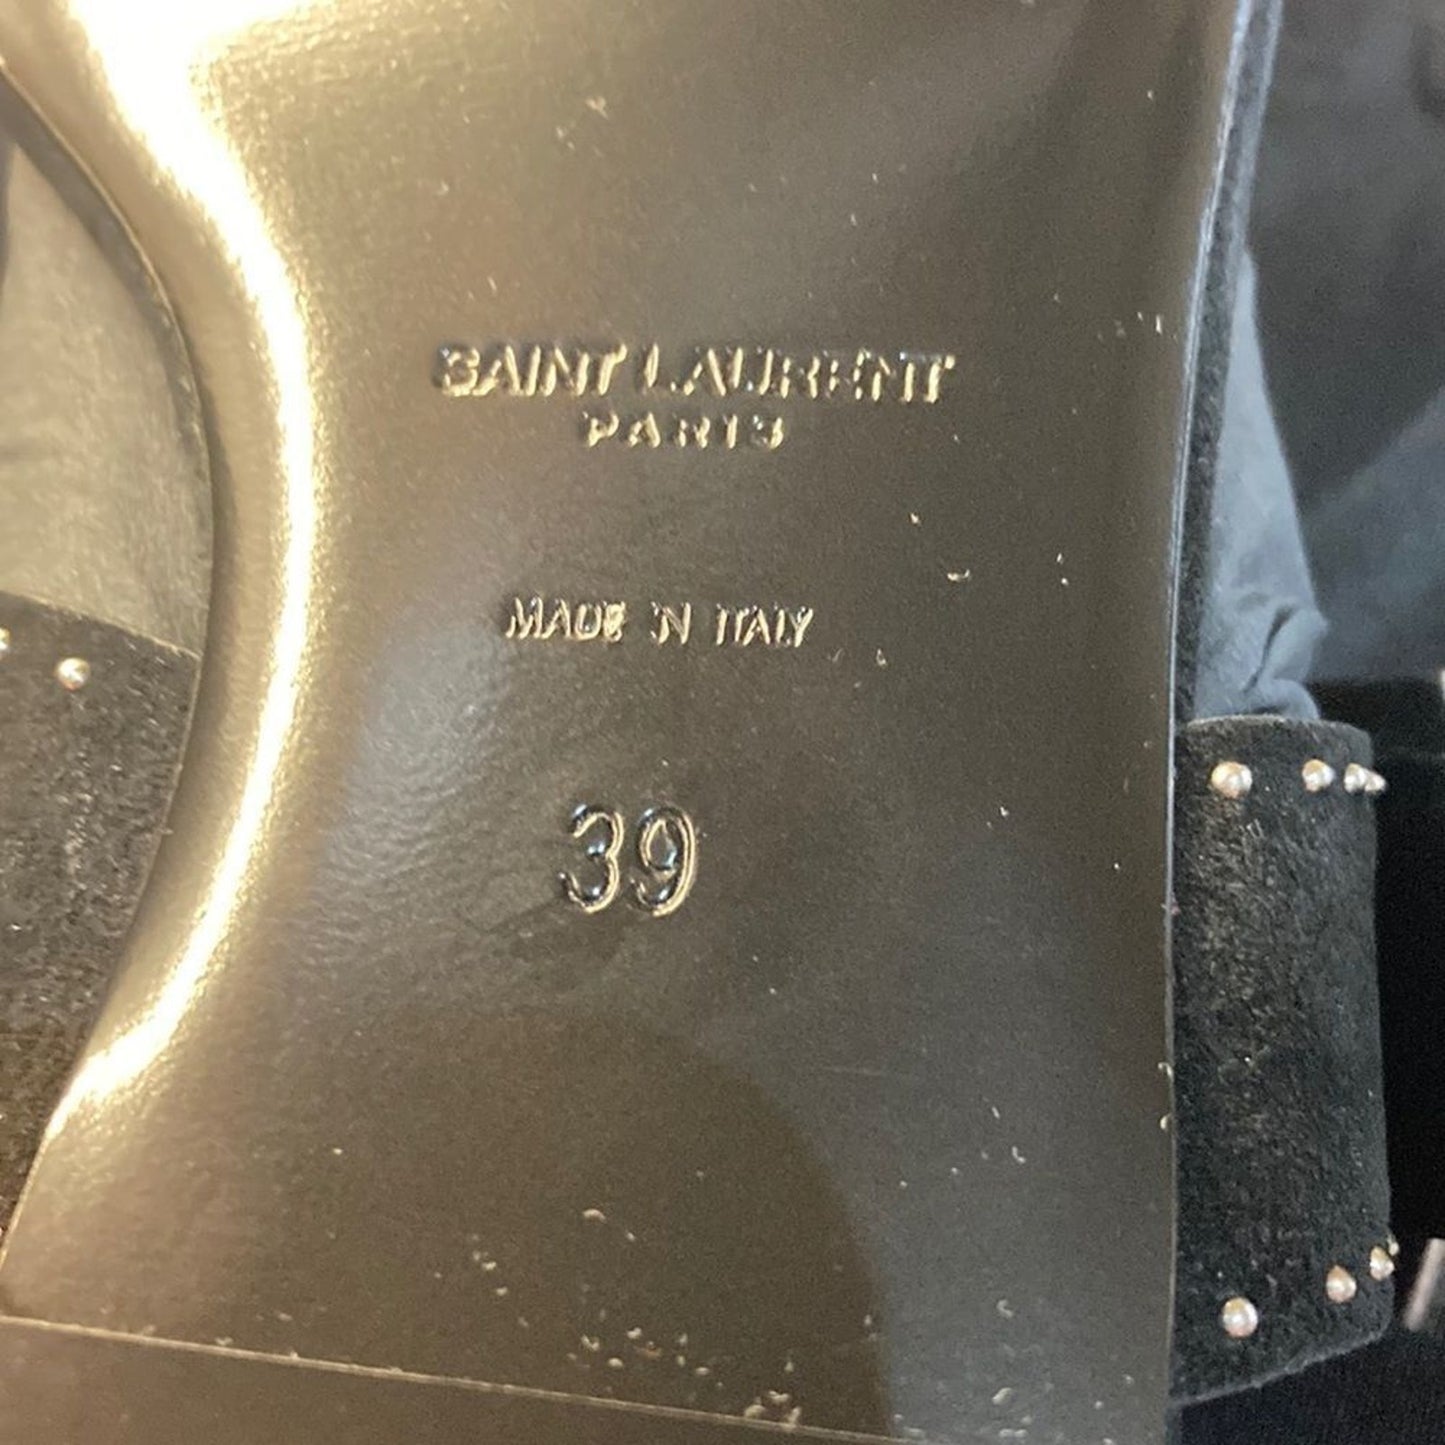 SAINT LAURENT
PARIS
MADE IN ITALY
39